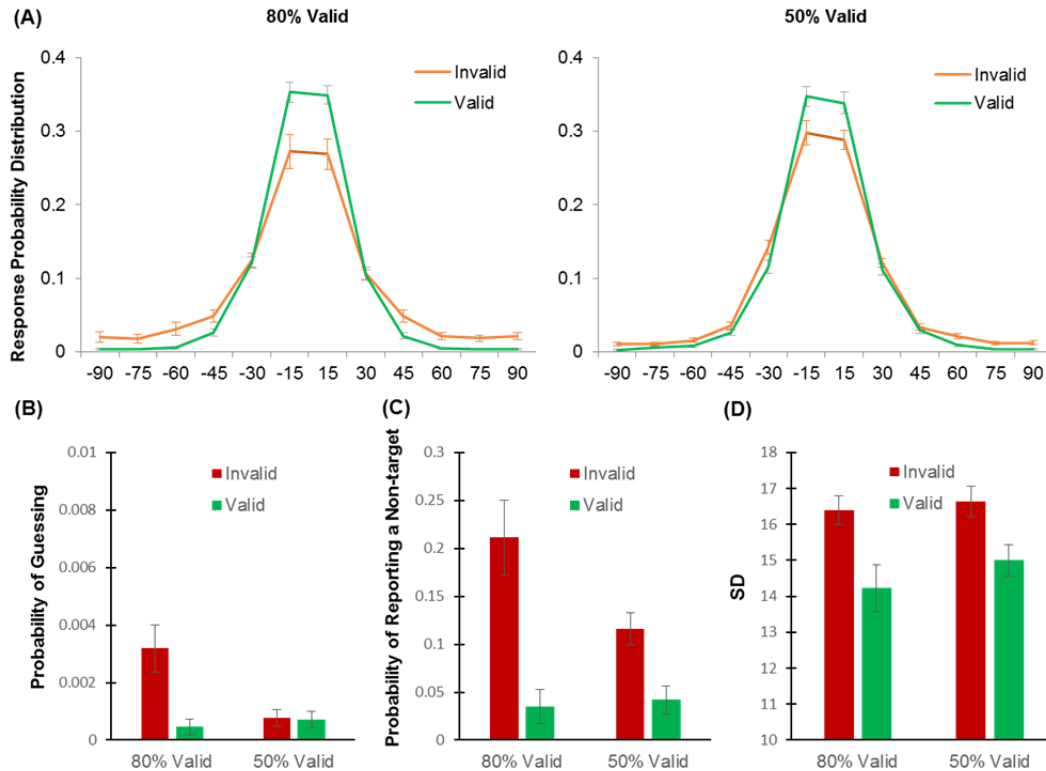 (A)
80% Valid
50% Valid
Response Probability Distribution
0.4
0.3
0.2
0.1
0
Invalid
Valid
-90 -75 -60 -45 -30 -15 15 30 45 60 75 90
0.4
0.3
0.2
0.1
0
Invalid
Valid
-90 -75 -60 -45 -30 -15 15 30 45 60 75 90
(B)
Probability of Guessing
0.01
0.008
0.006
0.004
0.002
0
Invalid
Valid
80% Valid 50% Valid
(C)
Probability of Reporting a Non-target
0.3
0.25
0.2
0.15
0.1
0.05
0
Invalid
Valid
80% Valid 50% Valid
(D)
SD
18
17
16
15
14
13
12
11
10
Invalid
Valid
80% Valid 50% Valid